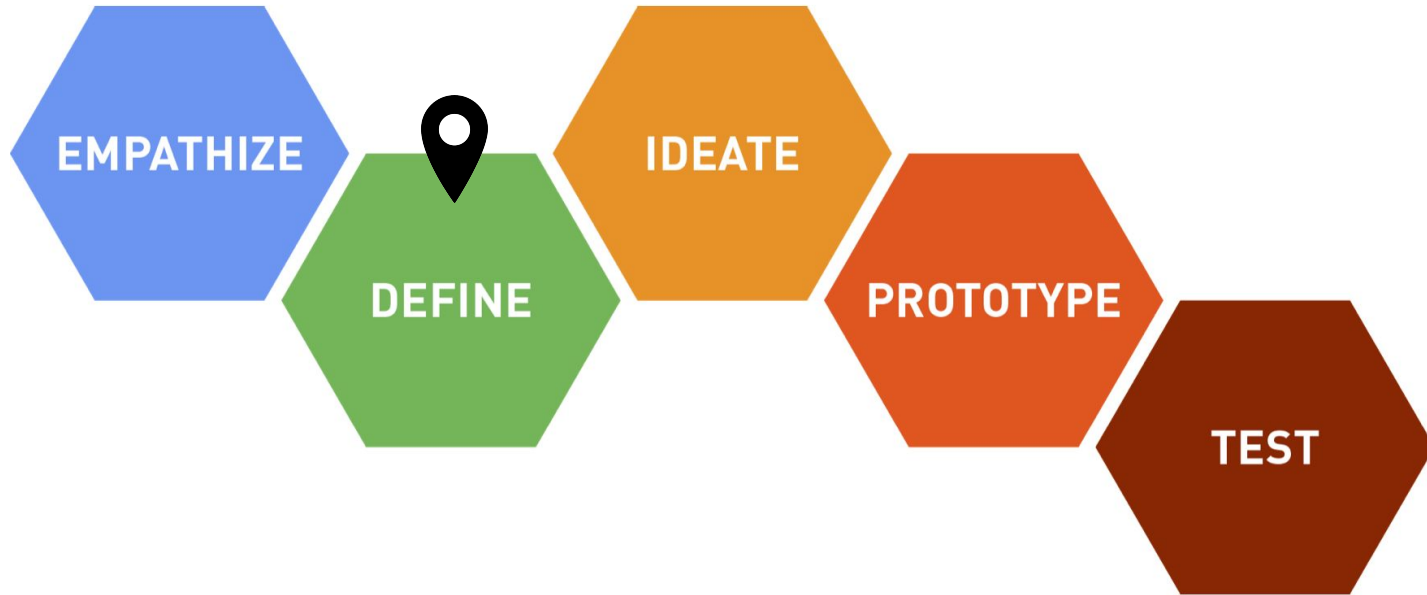 EMPATHIZE
DEFINE
IDEATE
PROTOTYPE
TEST